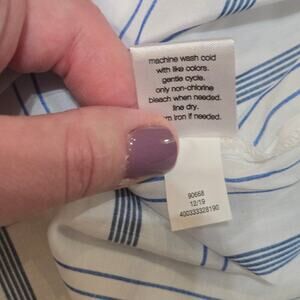 machine wash cold
with like colors.
gentle cycle.
only non-chlorine
bleach when needed.
line dry.
iron if needed.
90668
12/19
400333328190